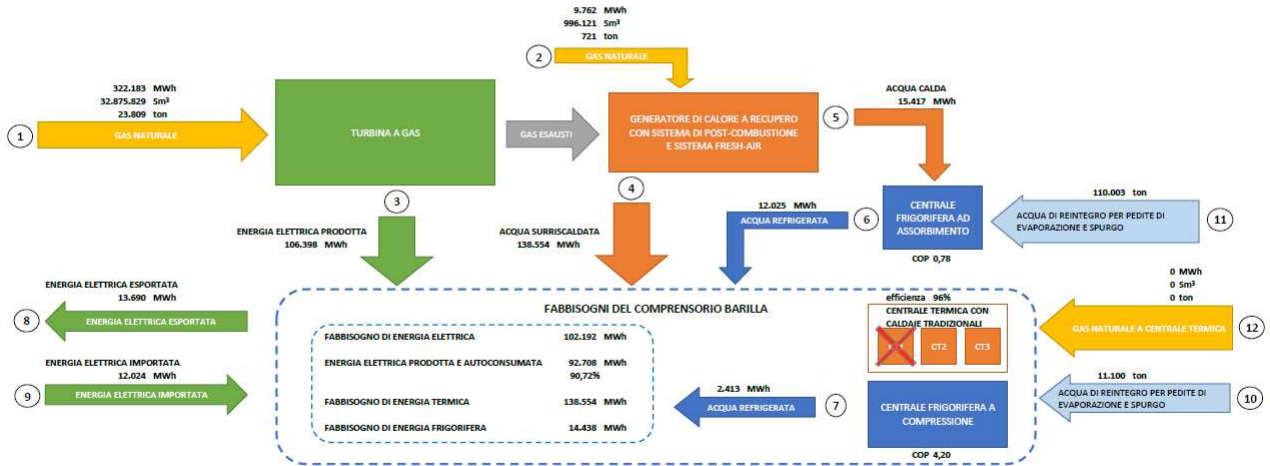 9.762 MWh
996.121 Sm³
721 ton
2
GAS NATURALE
322.183 MWh
32.875.829 Sm³
23.809 ton
1
GAS NATURALE
TURBINA A GAS
GAS ESAUSTI
GENERATORE DI CALORE A RECUPERO
CON SISTEMA DI POST-COMBUSTIONE
E SISTEMA FRESH-AIR
5
ACQUA CALDA
15.417 MWh
3
ENERGIA ELETTRICA PRODOTTA
106.398 MWh
4
ACQUA SURRISCALDATA
138.554 MWh
12.025 MWh
ACQUA REFRIGERATA
6
CENTRALE
FRIGORIFERA AD
ASSORBIMENTO
COP 0,78
110.003 ton
ACQUA DI REINTEGRO PER PEDITE DI
EVAPORAZIONE E SPURGO
11
ENERGIA ELETTRICA ESPORTATA
13.690 MWh
8
ENERGIA ELETTRICA ESPORTATA
ENERGIA ELETTRICA IMPORTATA
12.024 MWh
9
ENERGIA ELETTRICA IMPORTATA
FABBISOGNI DEL COMPRENSORIO BARILLA
FABBISOGNO DI ENERGIA ELETTRICA 102.192 MWh
ENERGIA ELETTRICA PRODOTTA E AUTOCONSUMATA 92.708 MWh
90,72%
FABBISOGNO DI ENERGIA TERMICA 138.554 MWh
FABBISOGNO DI ENERGIA FRIGORIFERA 14.438 MWh
2.413 MWh
ACQUA REFRIGERATA
7
efficienza 96%
CENTRALE TERMICA CON
CALDAIE TRADIZIONALI
CT2
CT3
CENTRALE FRIGORIFERA A
COMPRESSIONE
COP 4,20
0 MWh
0 Sm³
0 ton
GAS NATURALE A CENTRALE TERMICA
12
11.100 ton
ACQUA DI REINTEGRO PER PEDITE DI
EVAPORAZIONE E SPURGO
10